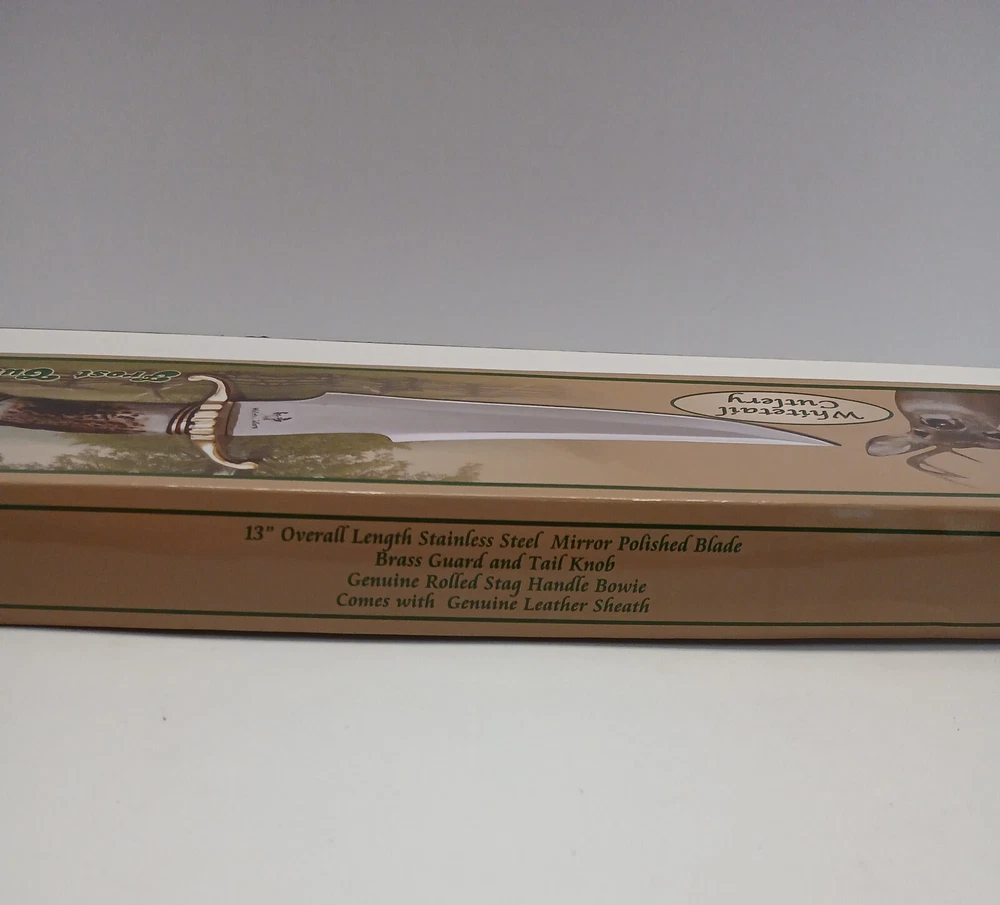 Frost
Whitetail
Cutlery
13" Overall Length Stainless Steel Mirror Polished Blade
Brass Guard and Tail Knob
Genuine Rolled Stag Handle Bowie
Comes with Genuine Leather Sheath